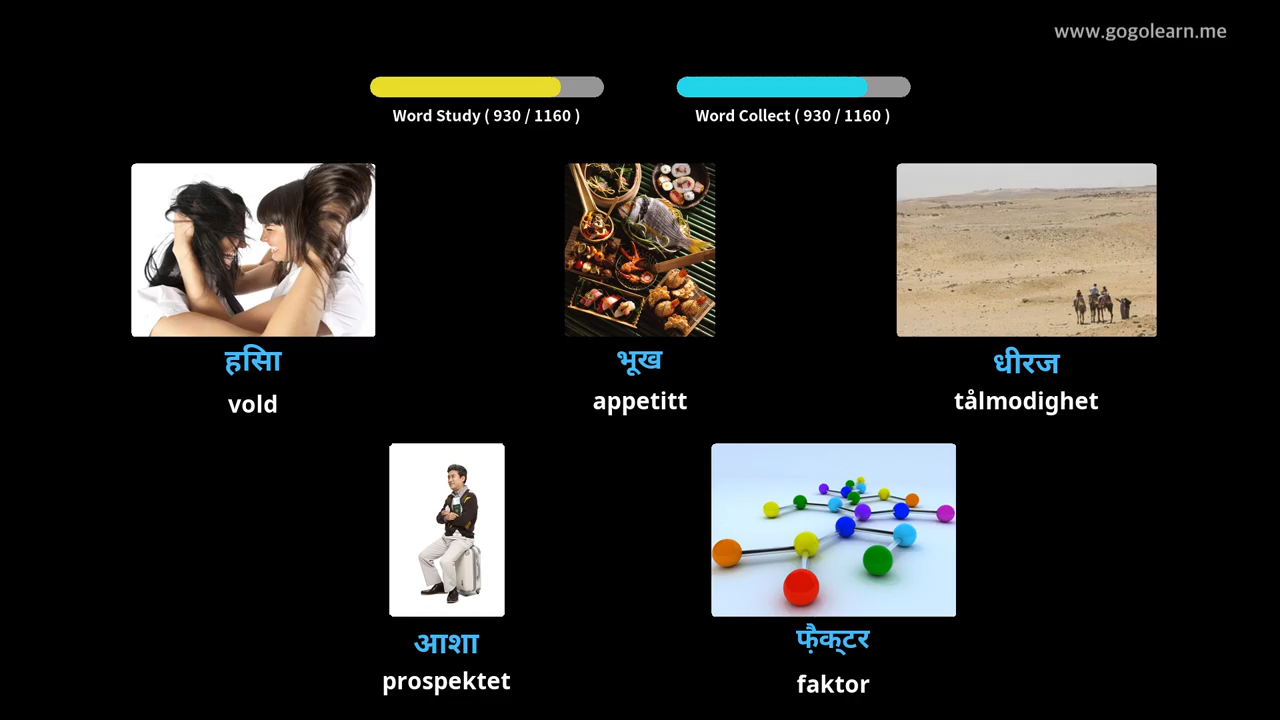 www.gogolearn.me
Word Study ( 930 / 1160 )
Word Collect ( 930 / 1160 )
हिंसा
vold
भूख
appetitt
धीरज
tålmodighet
आशा
prospektet
फ़ैक्टर
faktor